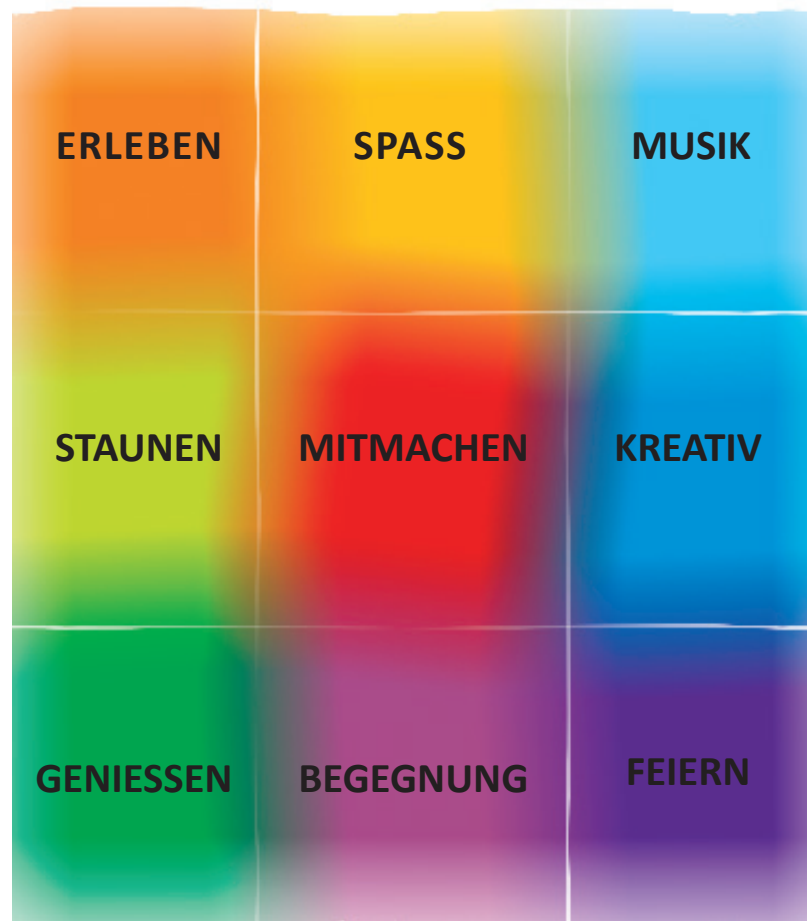 ERLEBEN SPASS MUSIK
STAUNEN MITMACHEN KREATIV
GENIESSEN BEGEGNUNG FEIERN